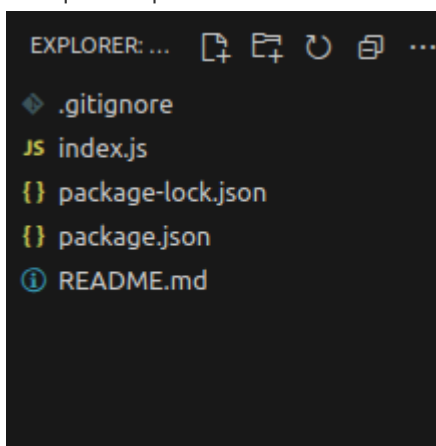 EXPLORER: ...
.gitignore
JS index.js
{} package-lock.json
{} package.json
README.md